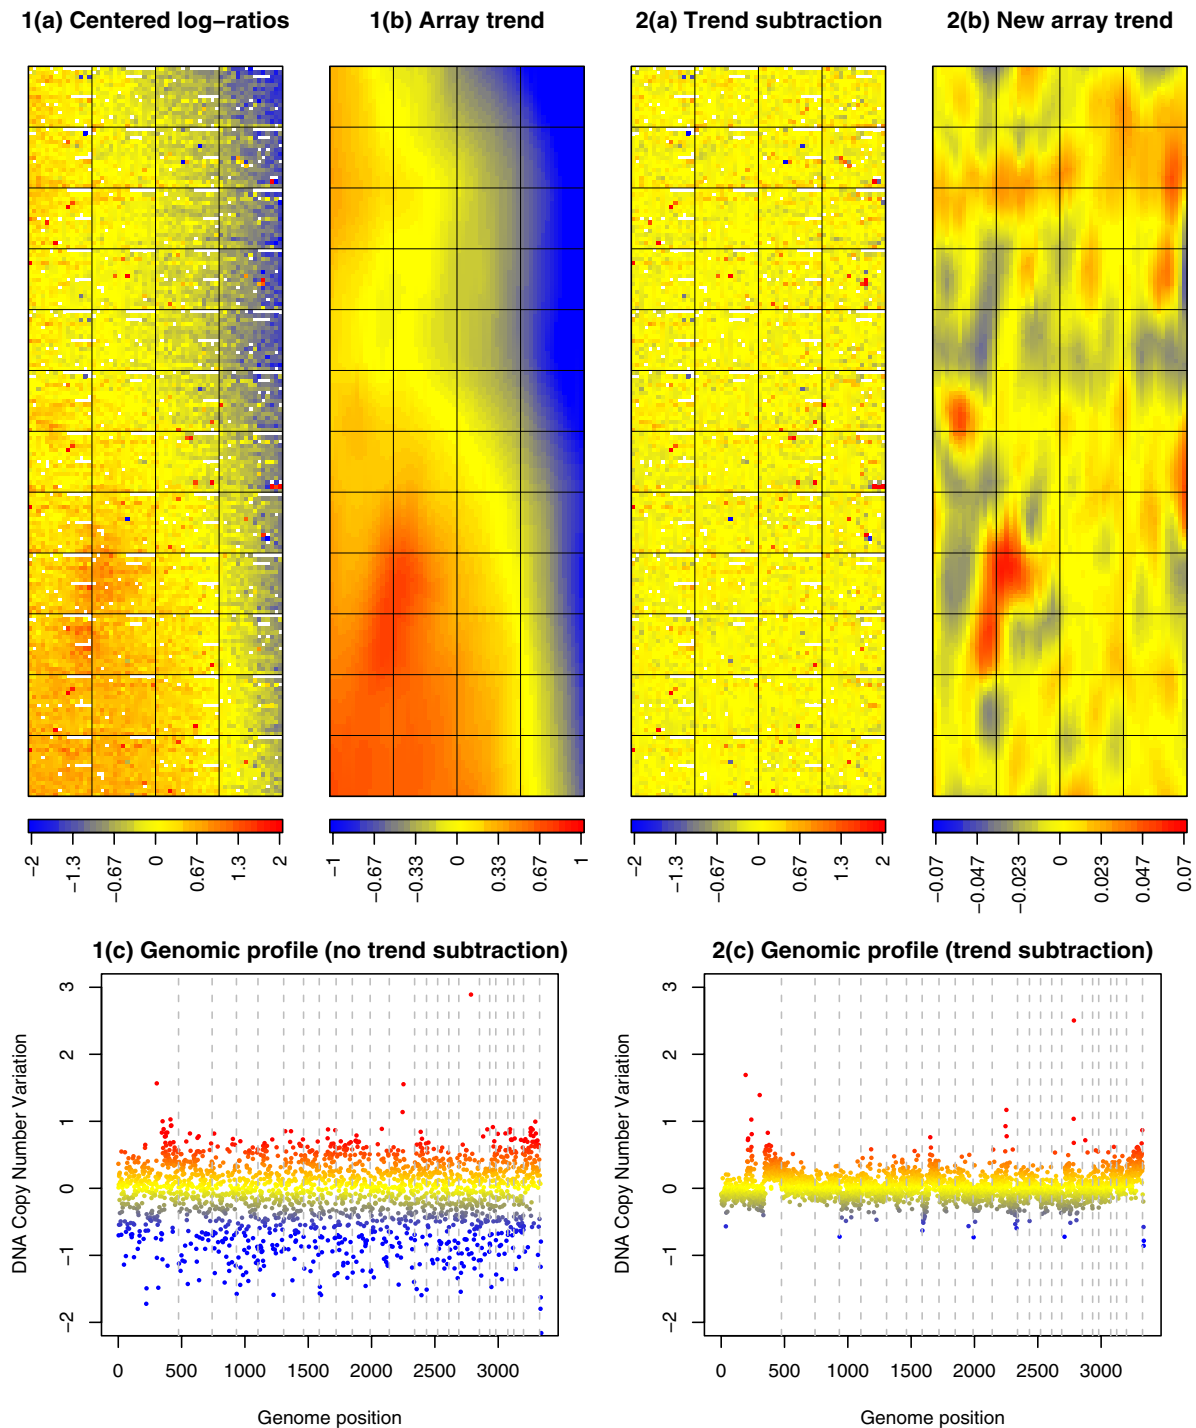 1(a) Centered log−ratios
1(b) Array trend
2(a) Trend subtraction
2(b) New array trend
−2 −1.3 −0.67 0 0.67 1.3 2
−1 −0.67 −0.33 0 0.33 0.67 1
−2 −1.3 −0.67 0 0.67 1.3 2
−0.07 −0.047 −0.023 0 0.023 0.047 0.07
1(c) Genomic profile (no trend subtraction)
DNA Copy Number Variation
3
2
1
0
−1
−2
0 500 1000 1500 2000 2500 3000
Genome position
2(c) Genomic profile (trend subtraction)
DNA Copy Number Variation
3
2
1
0
−1
−2
0 500 1000 1500 2000 2500 3000
Genome position